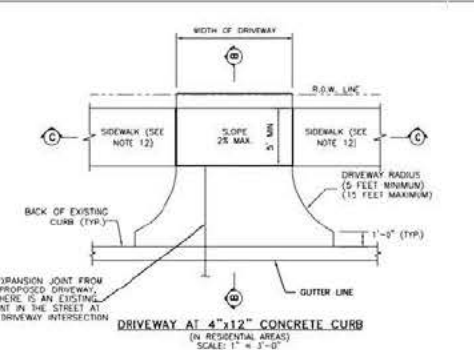 WIDTH OF DRIVEWAY
B
R.O.W. LINE
C
SIDEWALK (SEE
NOTE 12)
SLOPE
2% MAX.
5' MIN
SIDEWALK (SEE
NOTE 12)
C
DRIVEWAY RADIUS
(5 FEET MINIMUM)
(15 FEET MAXIMUM)
BACK OF EXISTING
CURB (TYP.)
1'-0" (TYP.)
XPANSION JOINT FROM
PROPOSED DRIVEWAY,
HERE IS AN EXISTING
NT IN THE STREET AT
DRIVEWAY INTERSECTION
B
GUTTER LINE
DRIVEWAY AT 4"x12" CONCRETE CURB
(IN RESIDENTIAL AREAS)
SCALE: 1" = 3'-0"